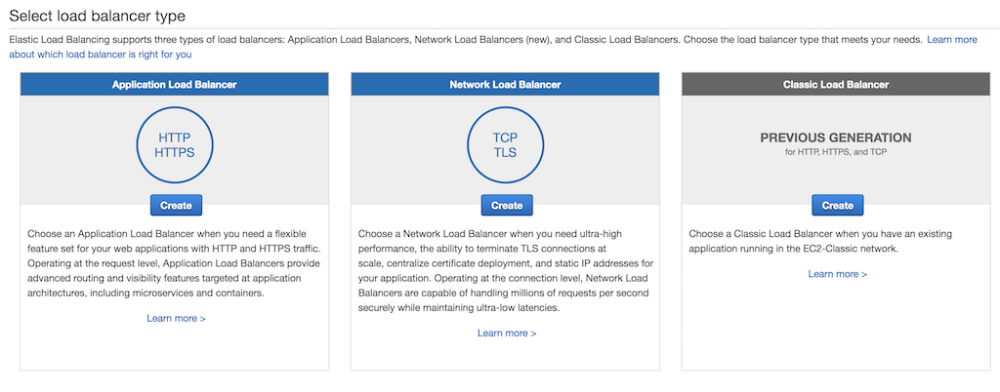 Select load balancer type
Elastic Load Balancing supports three types of load balancers: Application Load Balancers, Network Load Balancers (new), and Classic Load Balancers. Choose the load balancer type that meets your needs. Learn more
about which load balancer is right for you
Application Load Balancer
HTTP
HTTPS
Create
Choose an Application Load Balancer when you need a flexible
feature set for your web applications with HTTP and HTTPS traffic.
Operating at the request level, Application Load Balancers provide
advanced routing and visibility features targeted at application
architectures, including microservices and containers.
Learn more >
Network Load Balancer
TCP
TLS
Create
Choose a Network Load Balancer when you need ultra-high
performance, the ability to terminate TLS connections at
scale, centralize certificate deployment, and static IP addresses for
your application. Operating at the connection level, Network Load
Balancers are capable of handling millions of requests per second
securely while maintaining ultra-low latencies.
Learn more >
Classic Load Balancer
PREVIOUS GENERATION
for HTTP, HTTPS, and TCP
Create
Choose a Classic Load Balancer when you have an existing
application running in the EC2-Classic network.
Learn more >